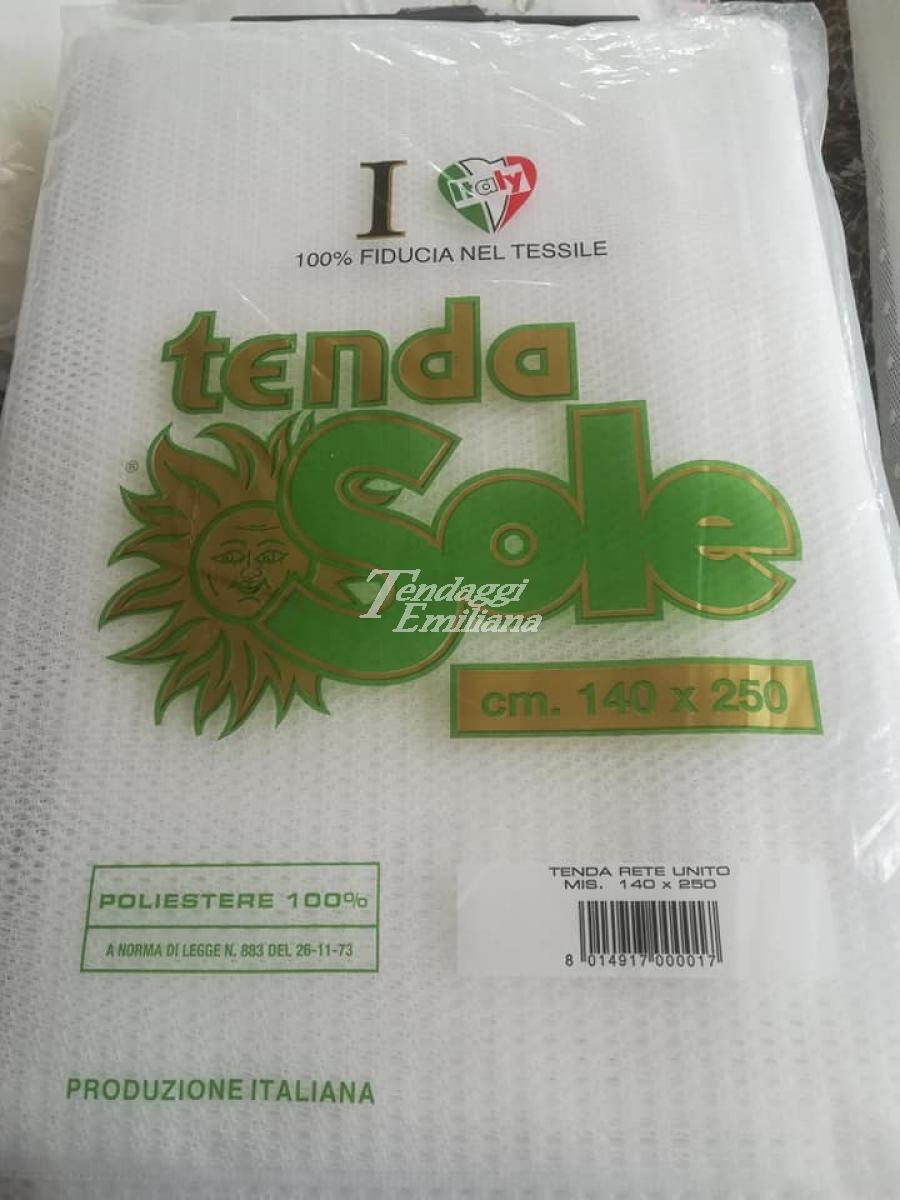 I Italy
100% FIDUCIA NEL TESSILE
tenda
®
Sole
Tendaggi
Emiliana
cm. 140 x 250
TENDA RETE UNITO
MIS. 140 x 250
POLIESTERE 100%
A NORMA DI LEGGE N. 883 DEL 26-11-73
8 014917 000017
PRODUZIONE ITALIANA